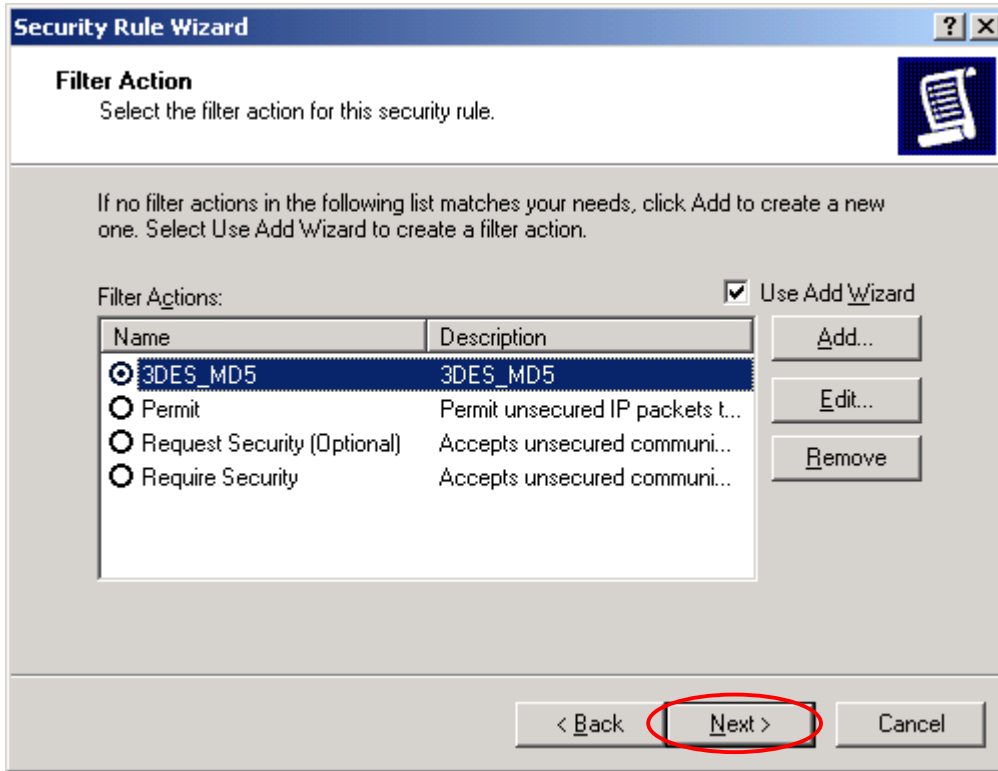 Security Rule Wizard
Filter Action
Select the filter action for this security rule.
If no filter actions in the following list matches your needs, click Add to create a new
one. Select Use Add Wizard to create a filter action.
Filter Actions:
Use Add Wizard
Name Description
3DES_MD5 3DES_MD5
Permit Permit unsecured IP packets t...
Request Security (Optional) Accepts unsecured communi...
Require Security Accepts unsecured communi...
Add...
Edit...
Remove
< Back Next > Cancel